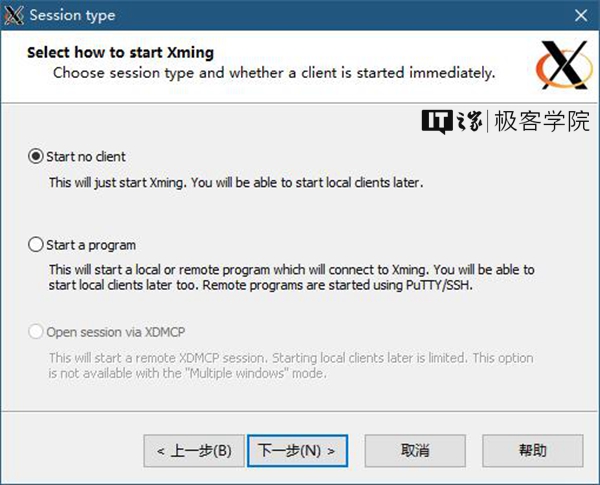 Session type
Select how to start Xming
Choose session type and whether a client is started immediately.
IT之家|极客学院
Start no client
This will just start Xming. You will be able to start local clients later.
Start a program
This will start a local or remote program which will connect to Xming. You will be able to
start local clients later too. Remote programs are started using PuTTY/SSH.
Open session via XDMCP
This will start a remote XDMCP session. Starting local clients later is limited. This option
is not available with the "Multiple windows" mode.
< 上一步(B) 下一步(N) > 取消 帮助